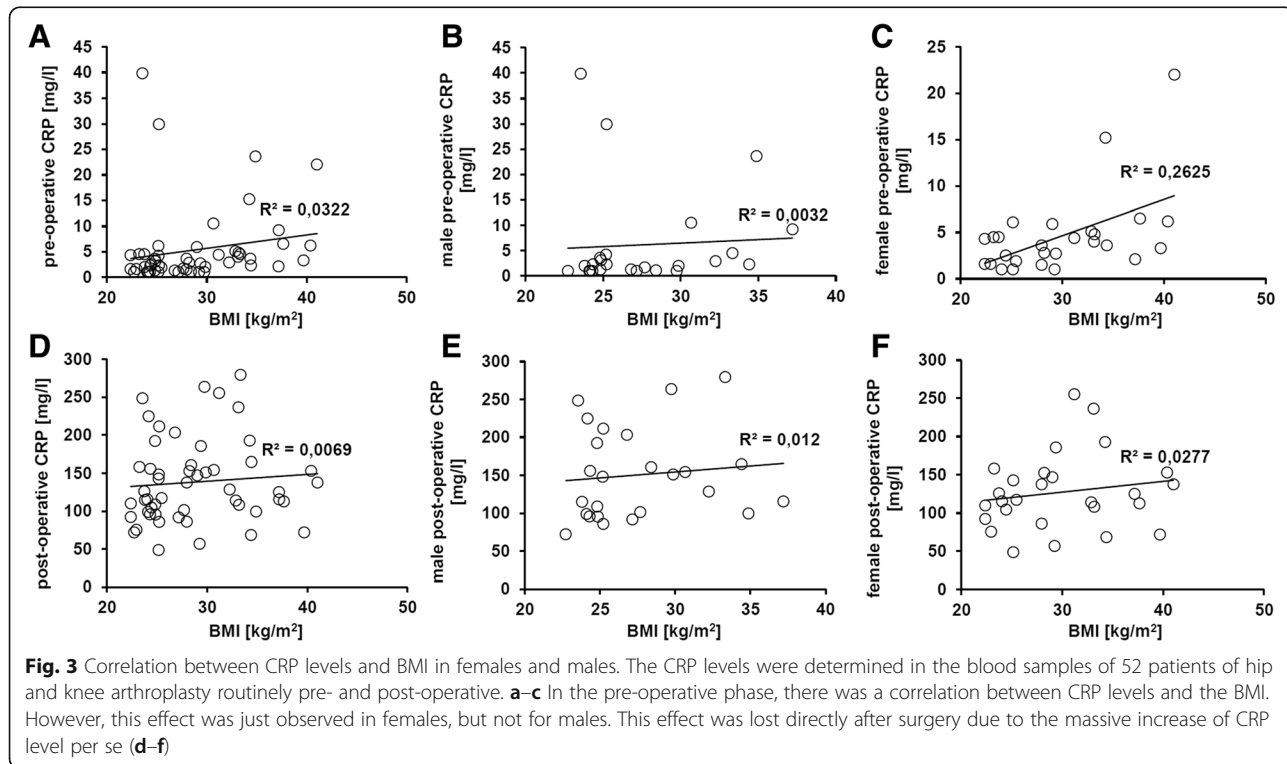 A
pre-operative CRP [mg/l]
45
40
35
30
25
20
15
10
5
0
R² = 0,0322
20 30 40 50
BMI [kg/m²]
B
male pre-operative CRP
[mg/l]
45
40
35
30
25
20
15
10
5
0
R² = 0,0032
20 25 30 35 40
BMI [kg/m²]
C
female pre-operative CRP
[mg/l]
25
20
15
10
5
0
R² = 0,2625
20 30 40 50
BMI [kg/m²]
D
post-operative CRP [mg/l]
300
250
200
150
100
50
0
R² = 0,0069
20 30 40 50
BMI [kg/m²]
E
male post-operative CRP
[mg/l]
300
250
200
150
100
50
0
R² = 0,012
20 25 30 35 40
BMI [kg/m²]
F
female post-operative CRP
[mg/l]
300
250
200
150
100
50
0
R² = 0,0277
20 30 40 50
BMI [kg/m²]
Fig. 3 Correlation between CRP levels and BMI in females and males. The CRP levels were determined in the blood samples of 52 patients of hip
and knee arthroplasty routinely pre- and post-operative. a–c In the pre-operative phase, there was a correlation between CRP levels and the BMI.
However, this effect was just observed in females, but not for males. This effect was lost directly after surgery due to the massive increase of CRP
level per se (d–f)